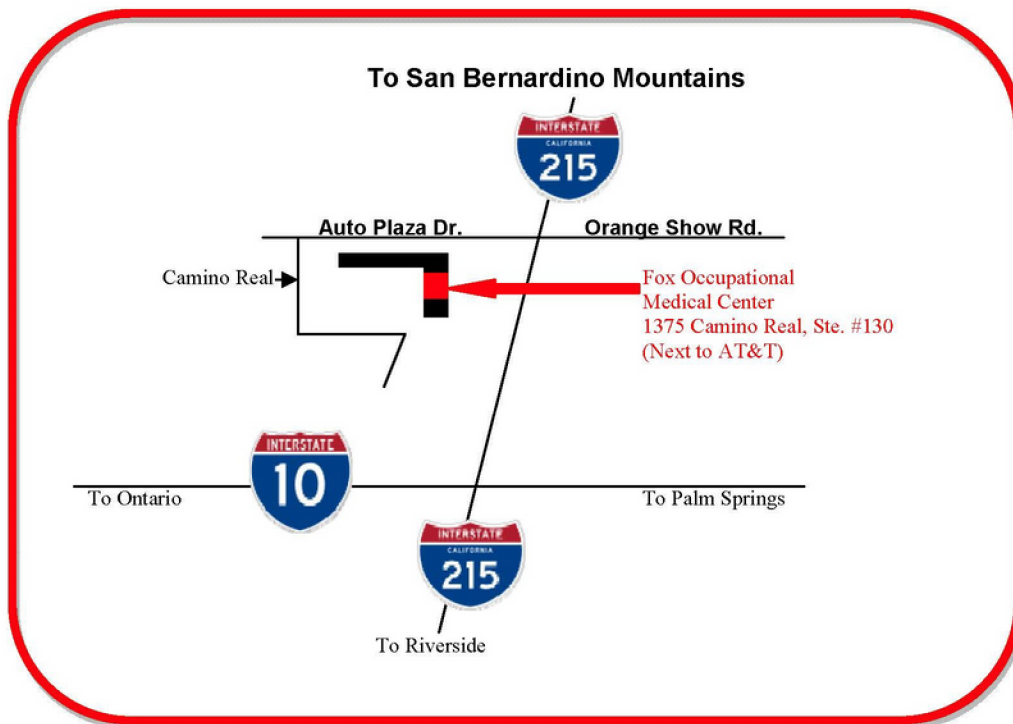 To San Bernardino Mountains
INTERSTATE
CALIFORNIA
215
Auto Plaza Dr.
Orange Show Rd.
Camino Real
Fox Occupational
Medical Center
1375 Camino Real, Ste. #130
(Next to AT&T)
INTERSTATE
10
To Ontario
To Palm Springs
INTERSTATE
CALIFORNIA
215
To Riverside